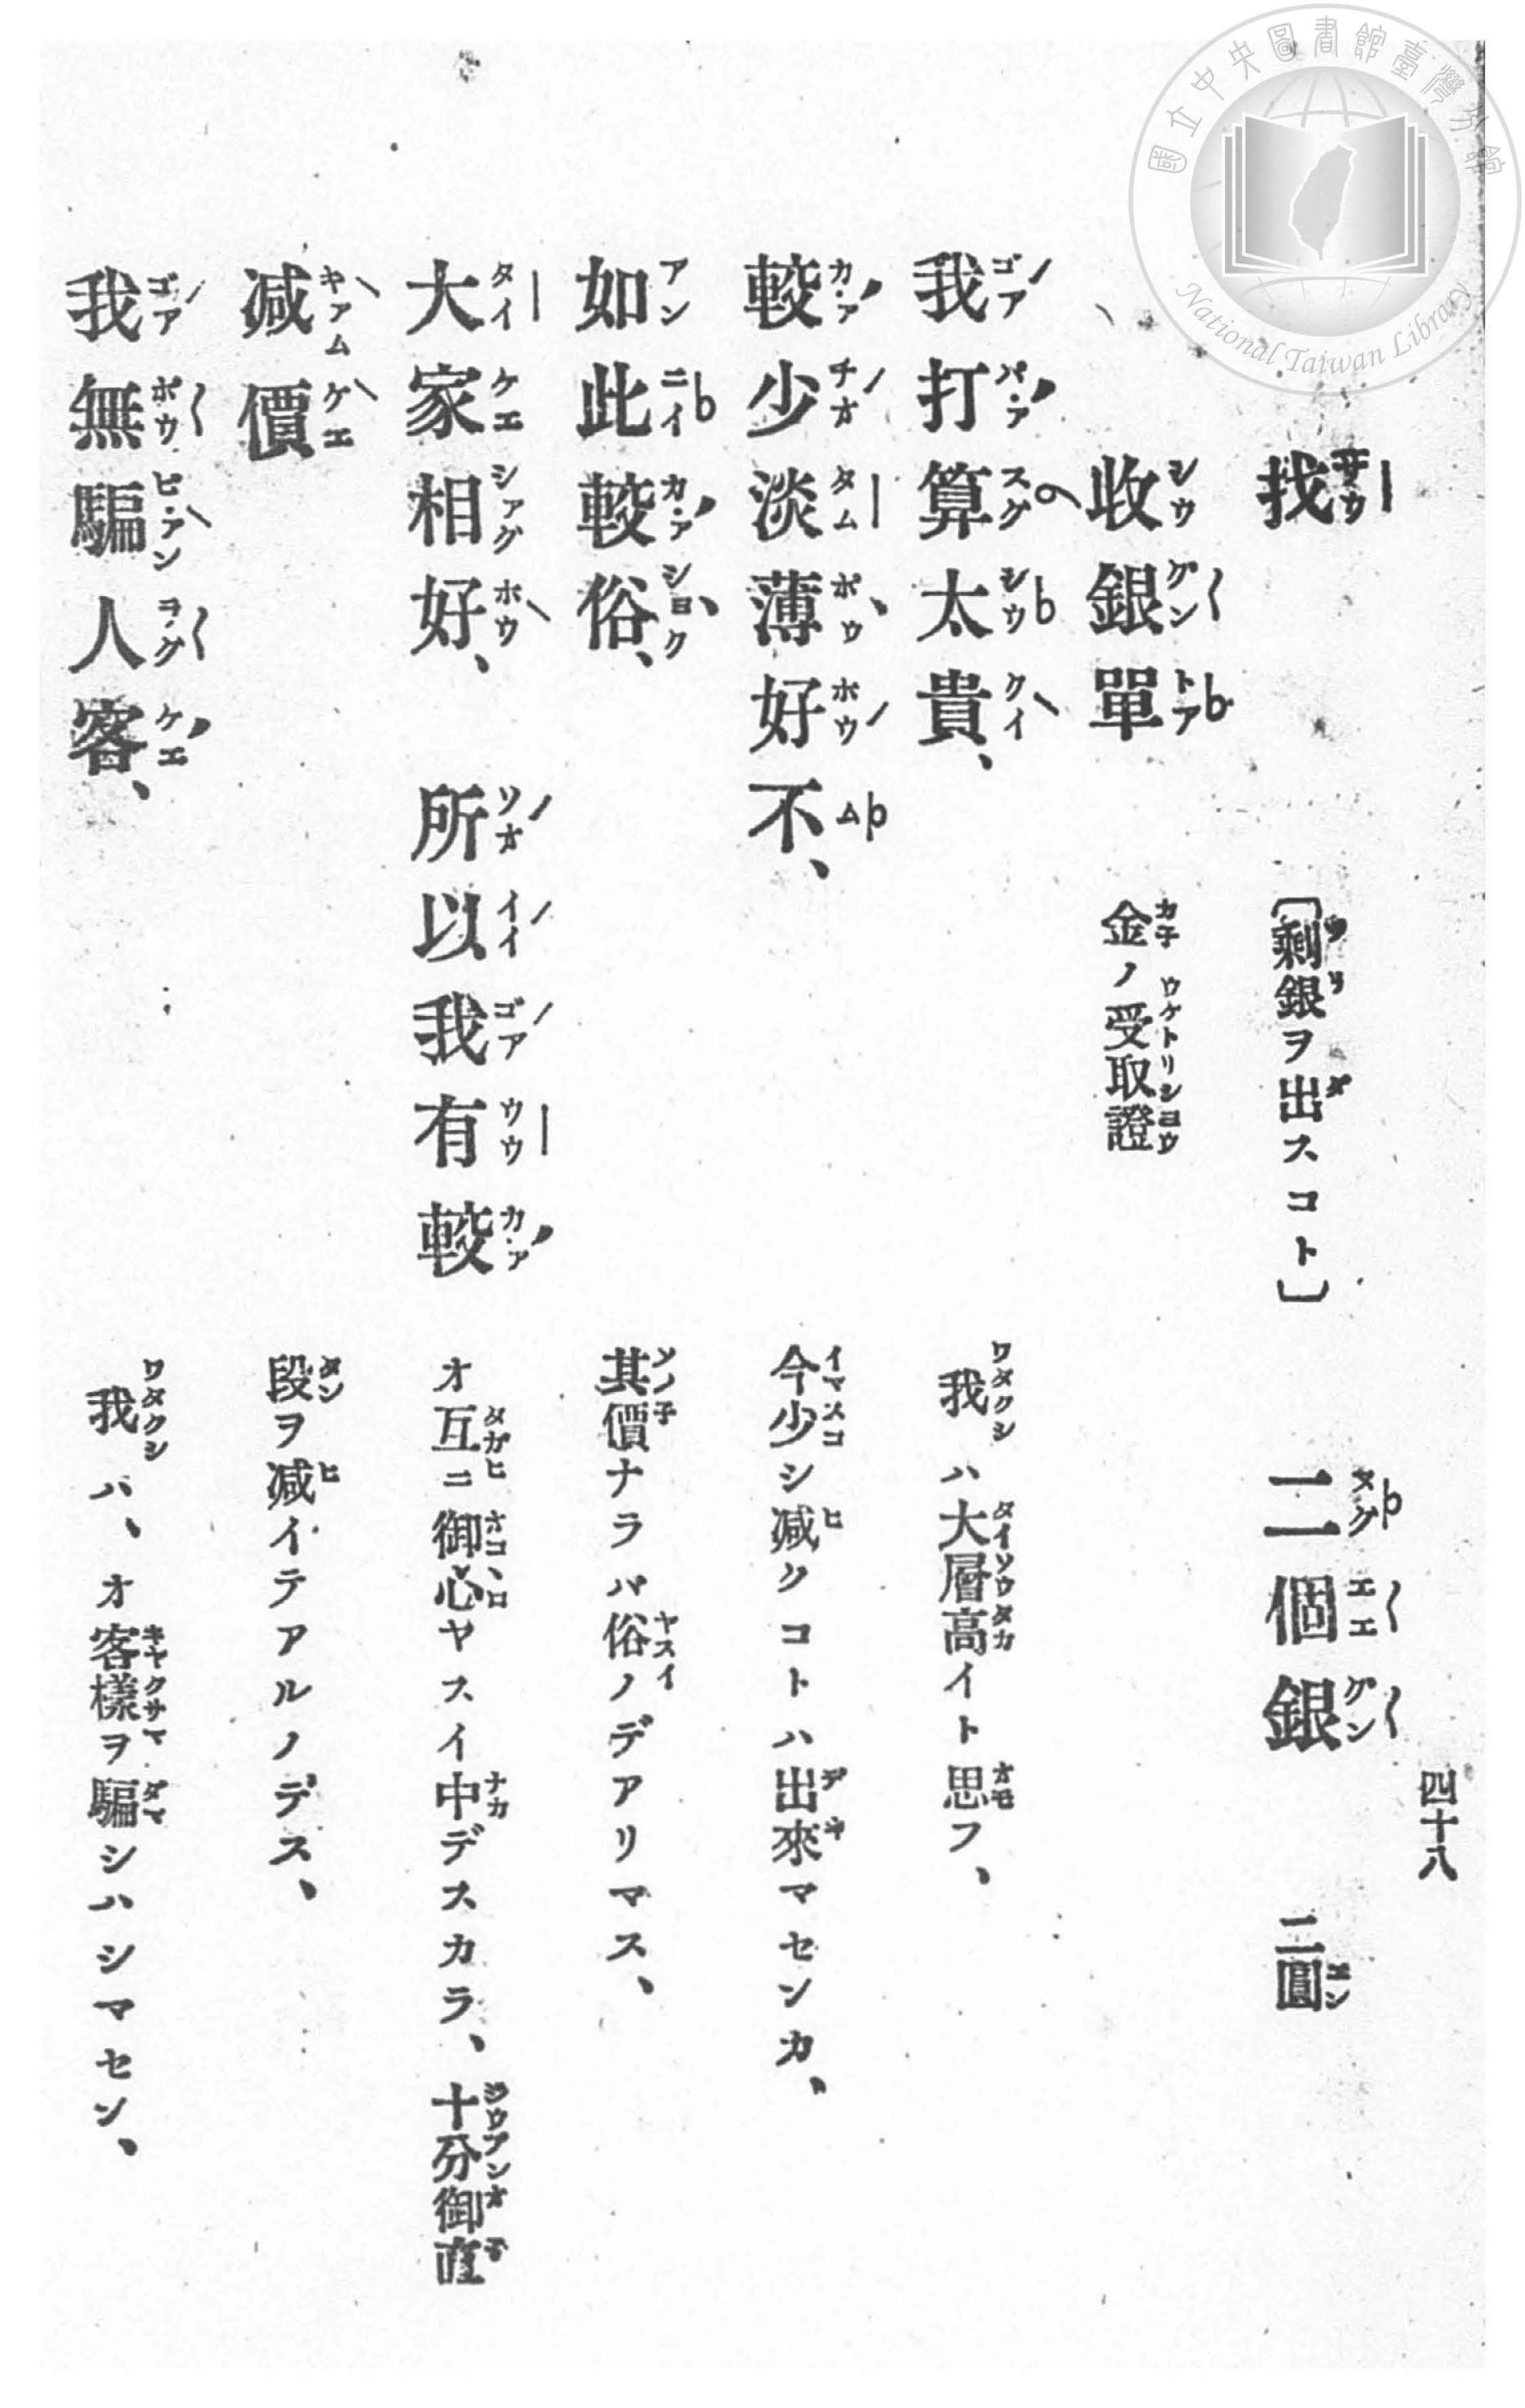 國立中央圖書館臺灣分館
National Taiwan Library
四十八
找 〔剩銀ヲ出スコト〕 二個銀 二圓
收銀單 金ノ受取證
我打算太貴、 我ハ大層高イト思フ、
較少淡薄好不、 今少シ减クコトハ出來マセンカ、
如此較俗、 其價ナラバ俗ノデアリマス、
大家相好、 所以我有較 オ互ニ御心ヤスイ中デスカラ、十分御直
减價 段ヲ减イテアルノデス、
我無騙人客、 我ハ、オ客樣ヲ騙シハシマセン、